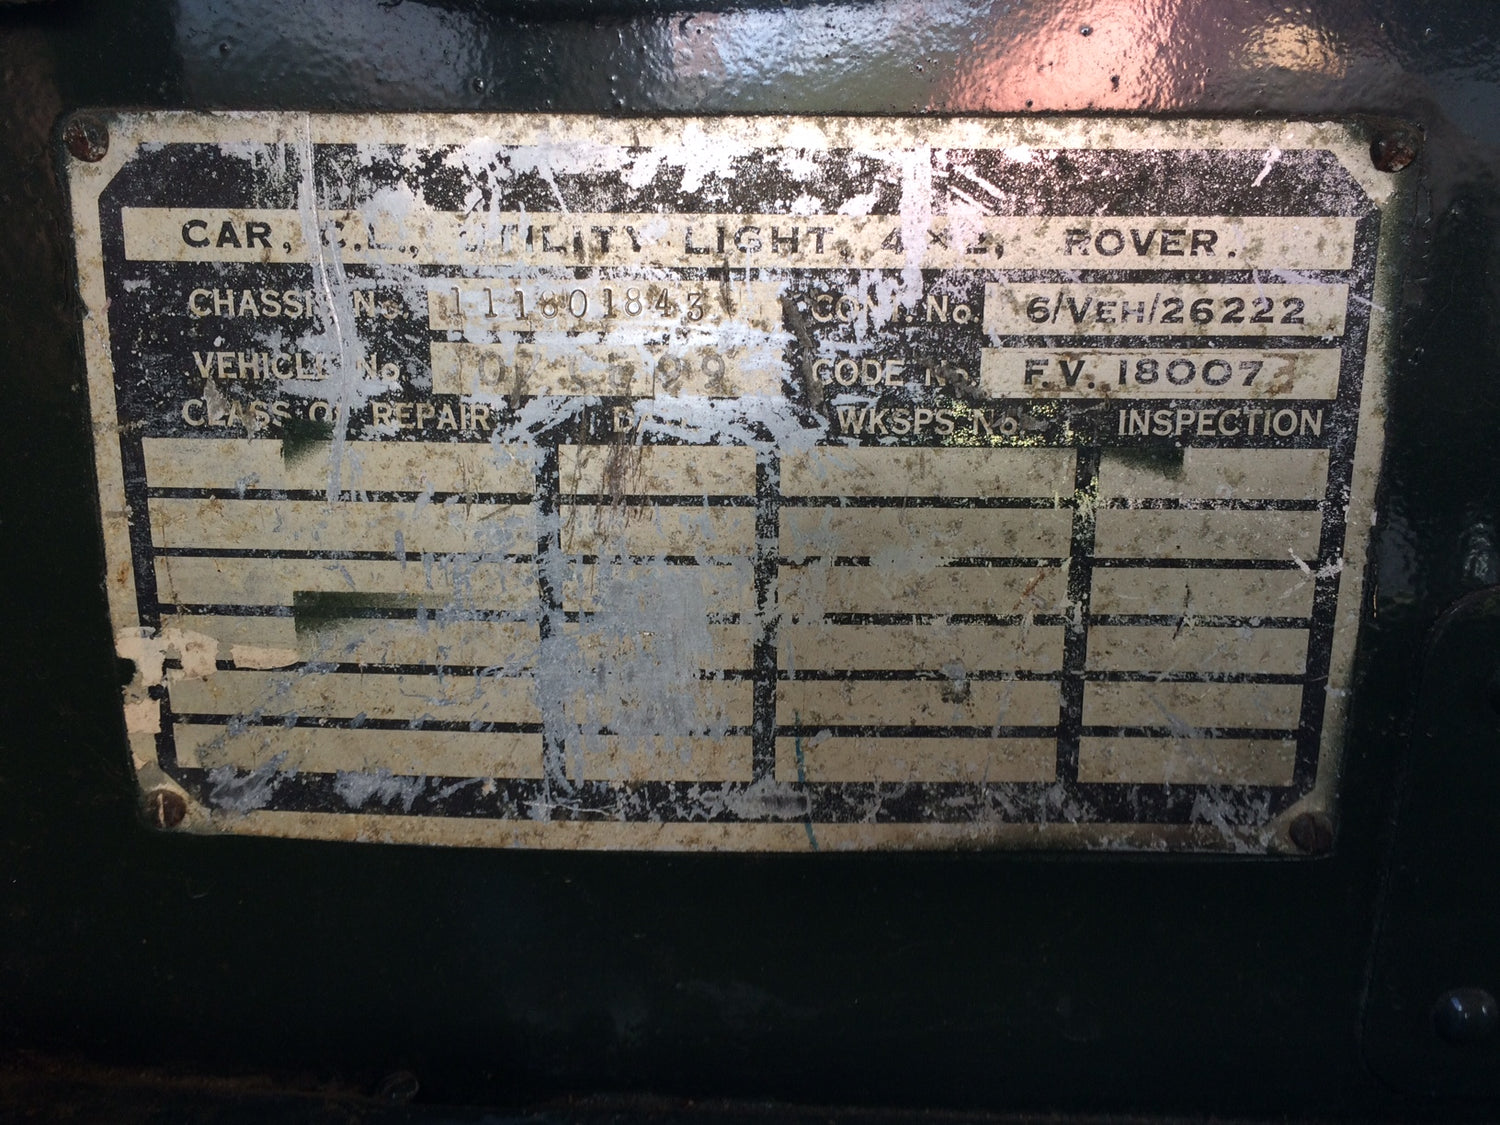 CAR, C.L., UTILITY LIGHT, 4 × 2, ROVER.
CHASSIS No. 111801843 CONT. No. 6/VEH/26222
VEHICLE No. CODE No. F.V. 18007
CLASS OF REPAIR DATE WKSPS No. INSPECTION